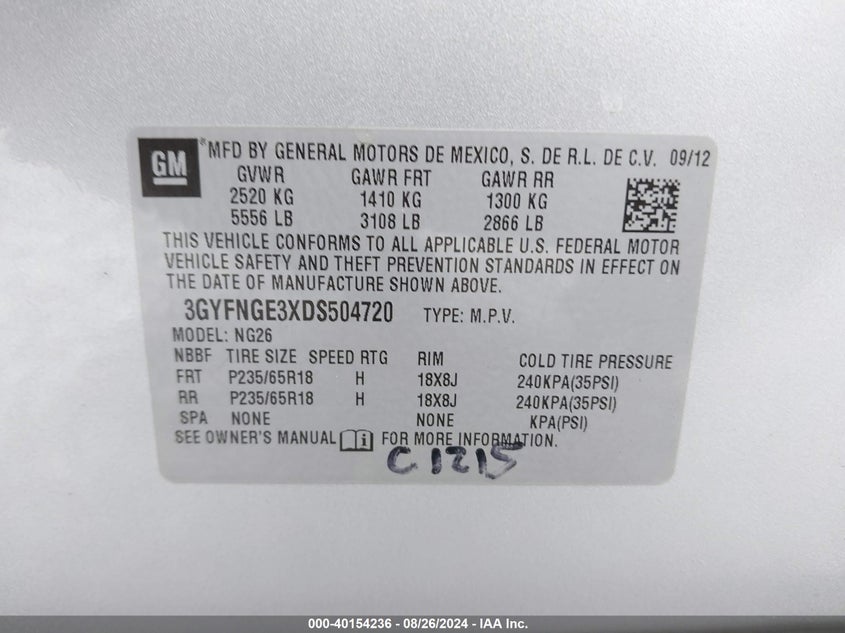 GM
®MFD BY GENERAL MOTORS DE MEXICO, S. DE R.L. DE C.V. 09/12
GVWR GAWR FRT GAWR RR
2520 KG 1410 KG 1300 KG
5556 LB 3108 LB 2866 LB
THIS VEHICLE CONFORMS TO ALL APPLICABLE U.S. FEDERAL MOTOR
VEHICLE SAFETY AND THEFT PREVENTION STANDARDS IN EFFECT ON
THE DATE OF MANUFACTURE SHOWN ABOVE.
3GYFNGE3XDS504720 TYPE: M.P.V.
MODEL: NG26
NBBF TIRE SIZE SPEED RTG RIM COLD TIRE PRESSURE
FRT P235/65R18 H 18X8J 240KPA(35PSI)
RR P235/65R18 H 18X8J 240KPA(35PSI)
SPA NONE NONE KPA(PSI)
SEE OWNER'S MANUAL FOR MORE INFORMATION.
C1215
000-40154236 - 08/26/2024 - IAA Inc.